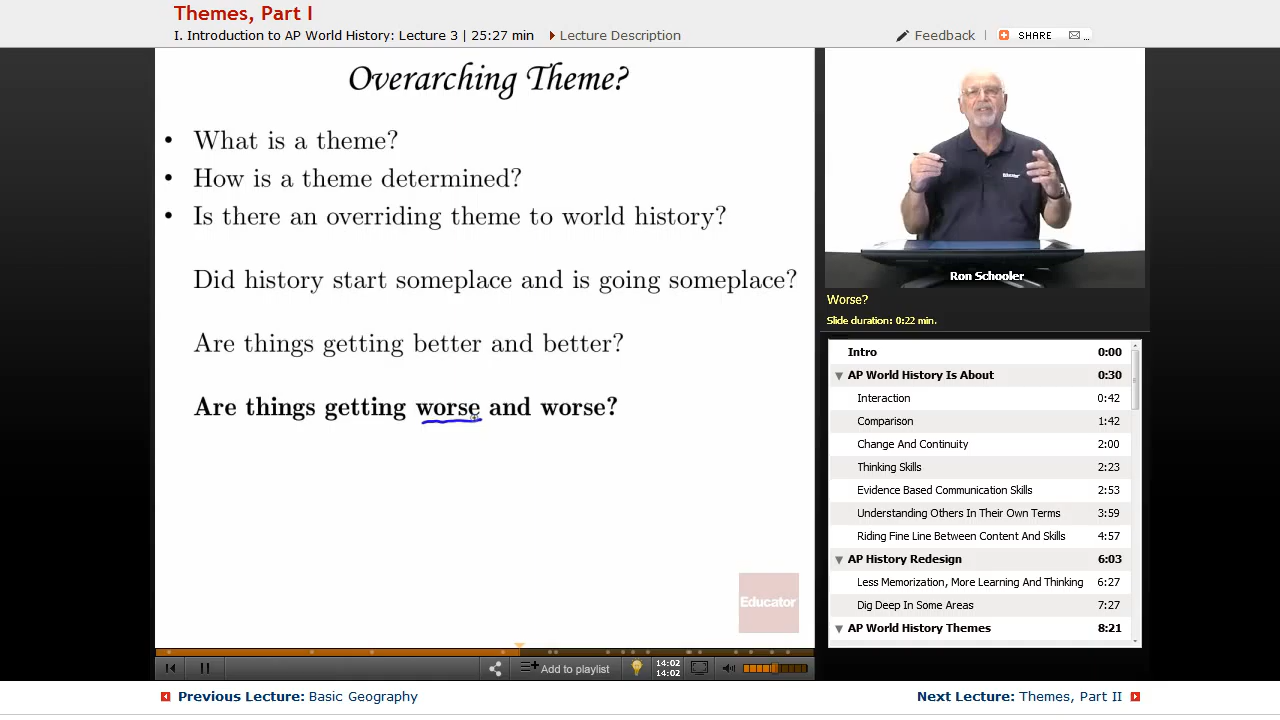 Themes, Part I
I. Introduction to AP World History: Lecture 3 | 25:27 min
Lecture Description
Feedback
SHARE
...
Overarching Theme?
• What is a theme?
• How is a theme determined?
• Is there an overriding theme to world history?
Did history start someplace and is going someplace?
Are things getting better and better?
Are things getting worse and worse?
Educator
Ron Schooler
Worse?
Slide duration: 0:22 min.
Intro 0:00
AP World History Is About 0:30
Interaction 0:42
Comparison 1:42
Change And Continuity 2:00
Thinking Skills 2:23
Evidence Based Communication Skills 2:53
Understanding Others In Their Own Terms 3:59
Riding Fine Line Between Content And Skills 4:57
AP History Redesign 6:03
Less Memorization, More Learning And Thinking 6:27
Dig Deep In Some Areas 7:27
AP World History Themes 8:21
Add to playlist
14:02
14:02
Previous Lecture: Basic Geography
Next Lecture: Themes, Part II